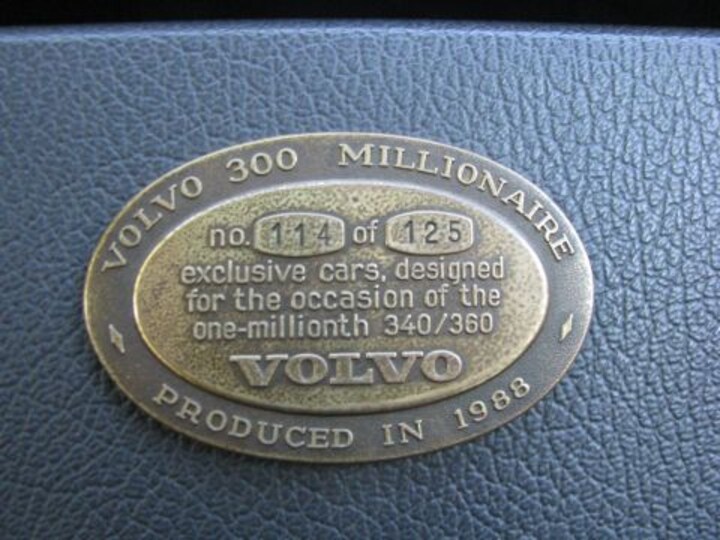 VOLVO 300 MILLIONAIRE
no. 114 of 125
exclusive cars, designed
for the occasion of the
one-millionth 340/360
VOLVO
PRODUCED IN 1988